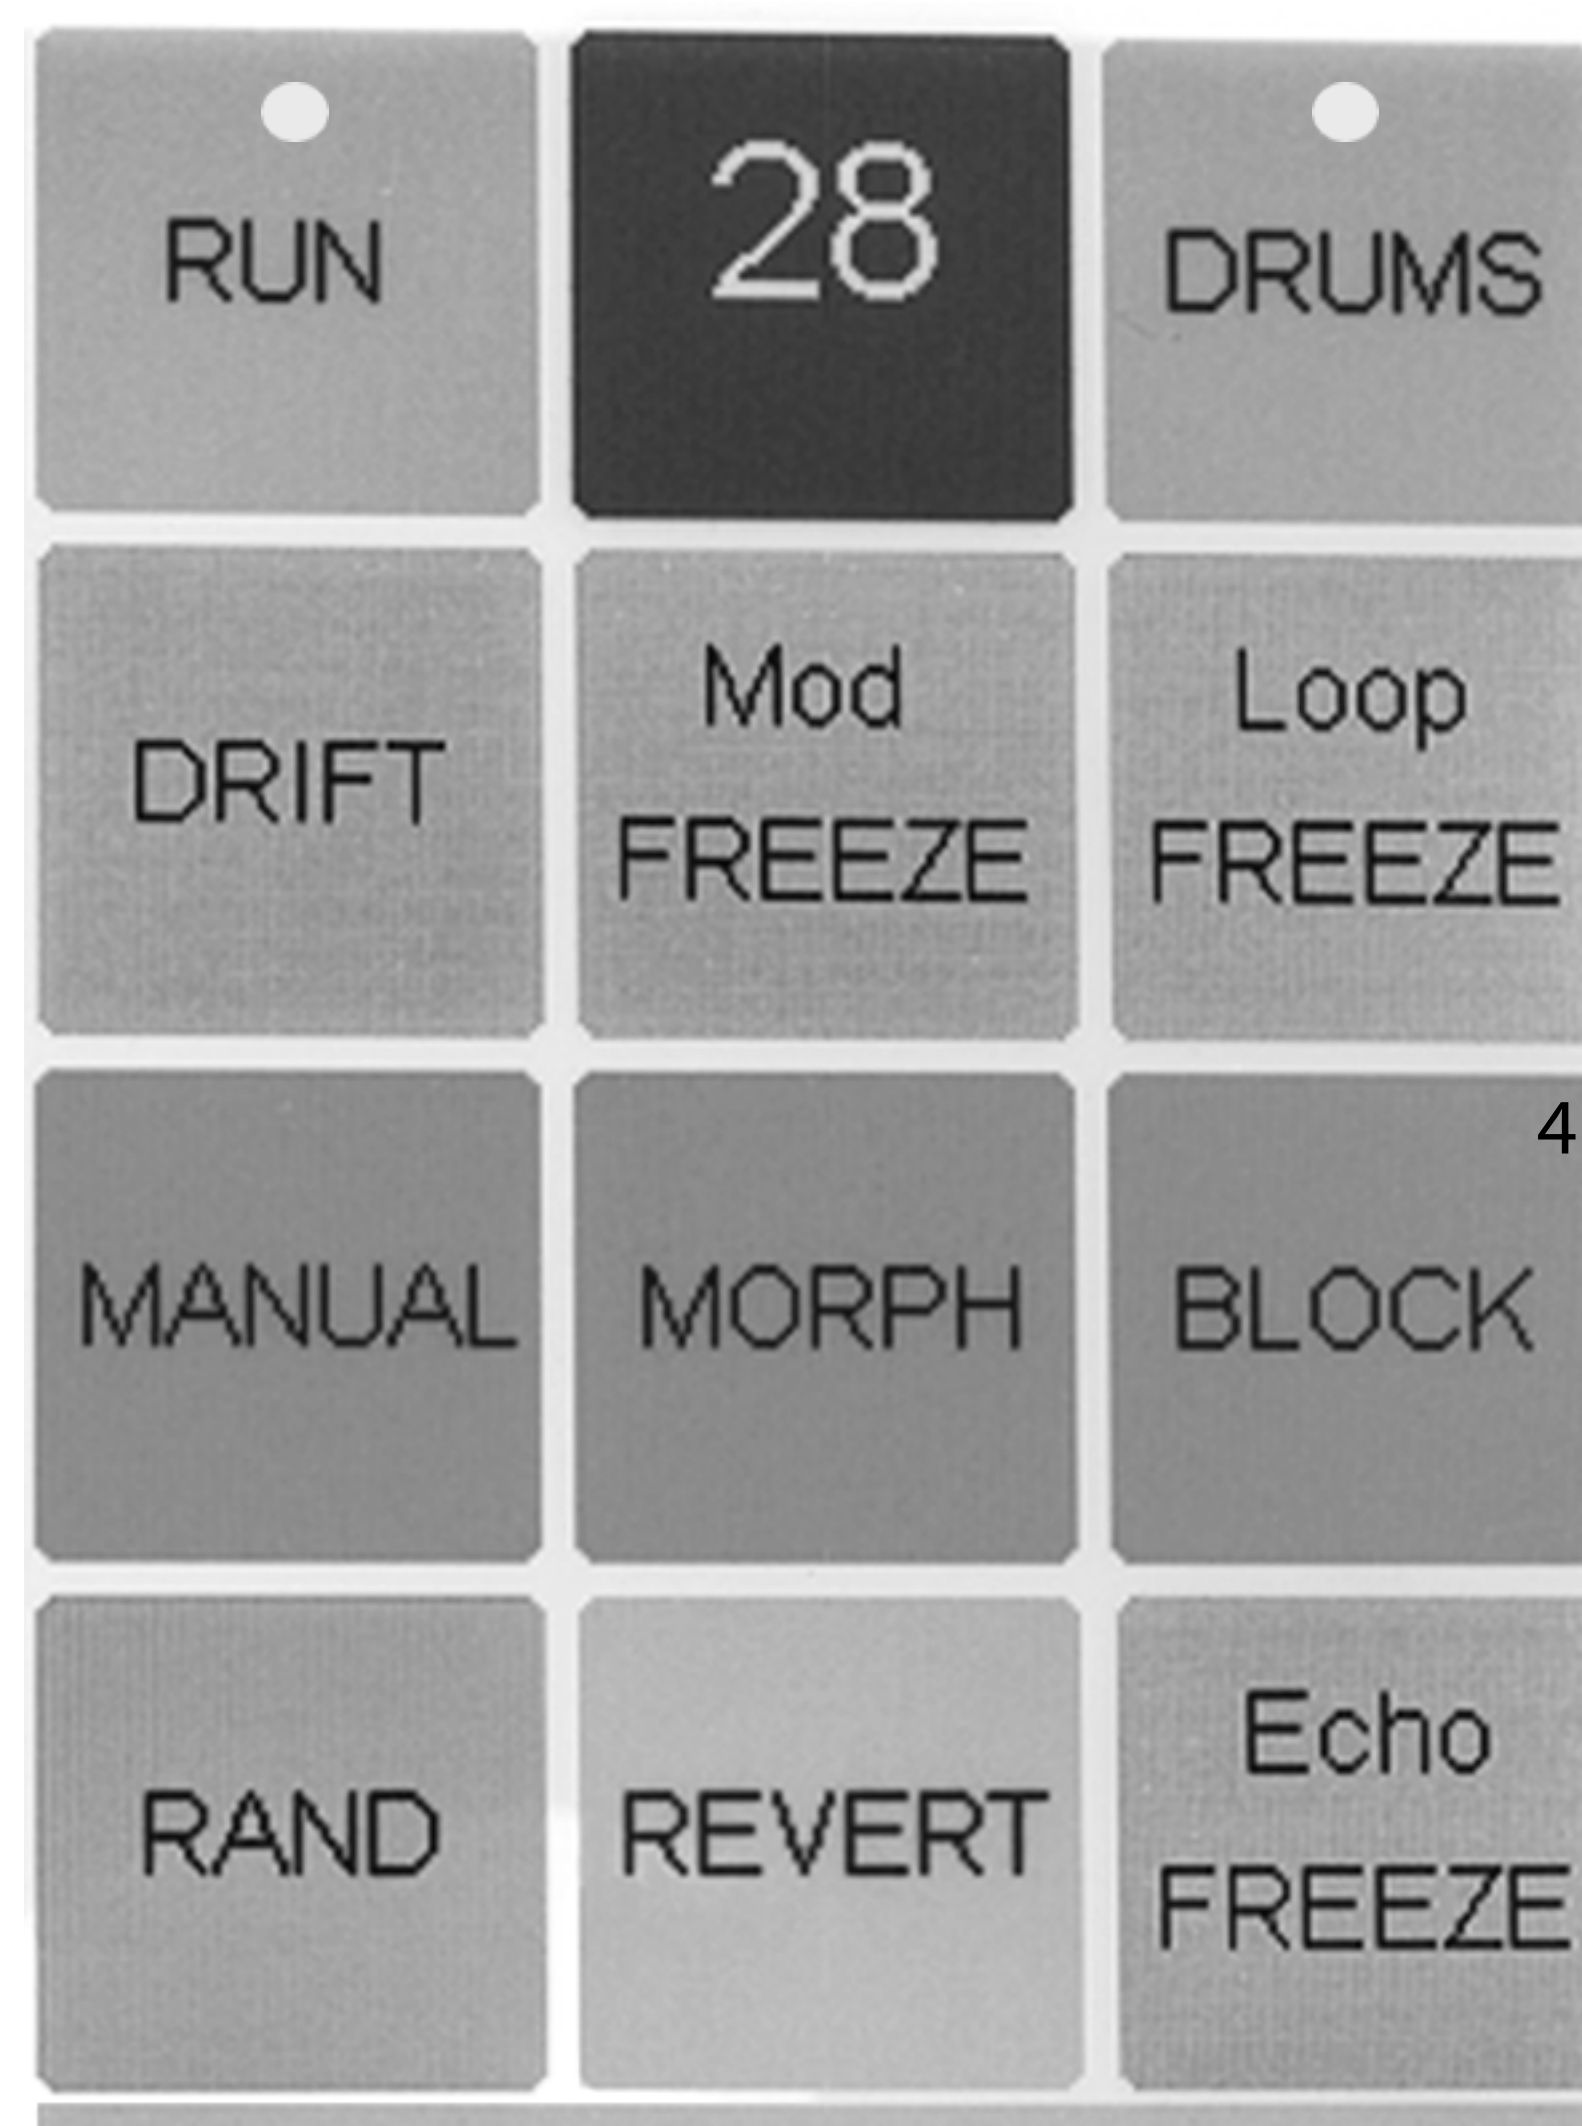 RUN
28
DRUMS
DRIFT
Mod
FREEZE
Loop
FREEZE
MANUAL
MORPH
4
BLOCK
RAND
REVERT
Echo
FREEZE